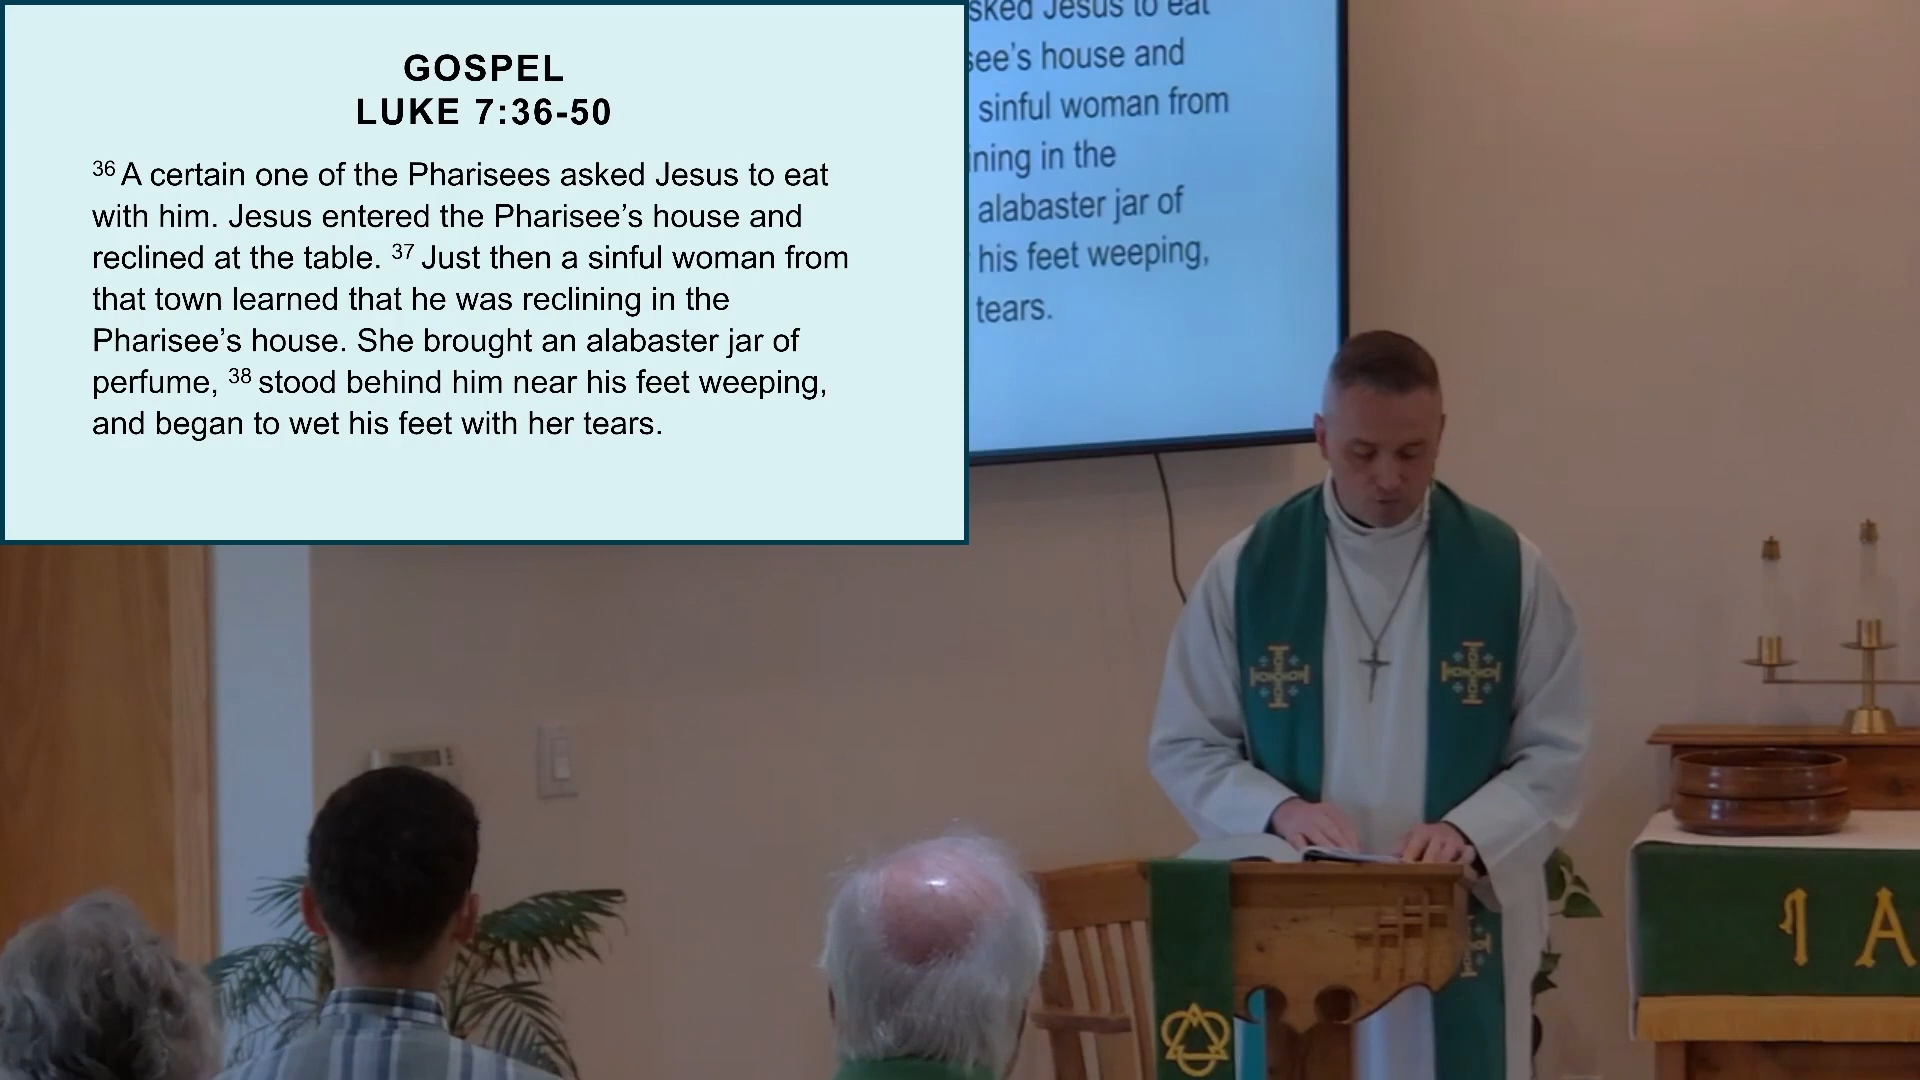 GOSPEL
LUKE 7:36-50
36 A certain one of the Pharisees asked Jesus to eat
with him. Jesus entered the Pharisee’s house and
reclined at the table. 37 Just then a sinful woman from
that town learned that he was reclining in the
Pharisee’s house. She brought an alabaster jar of
perfume, 38 stood behind him near his feet weeping,
and began to wet his feet with her tears.
asked Jesus to eat
see’s house and
sinful woman from
ining in the
alabaster jar of
his feet weeping,
tears.
I A